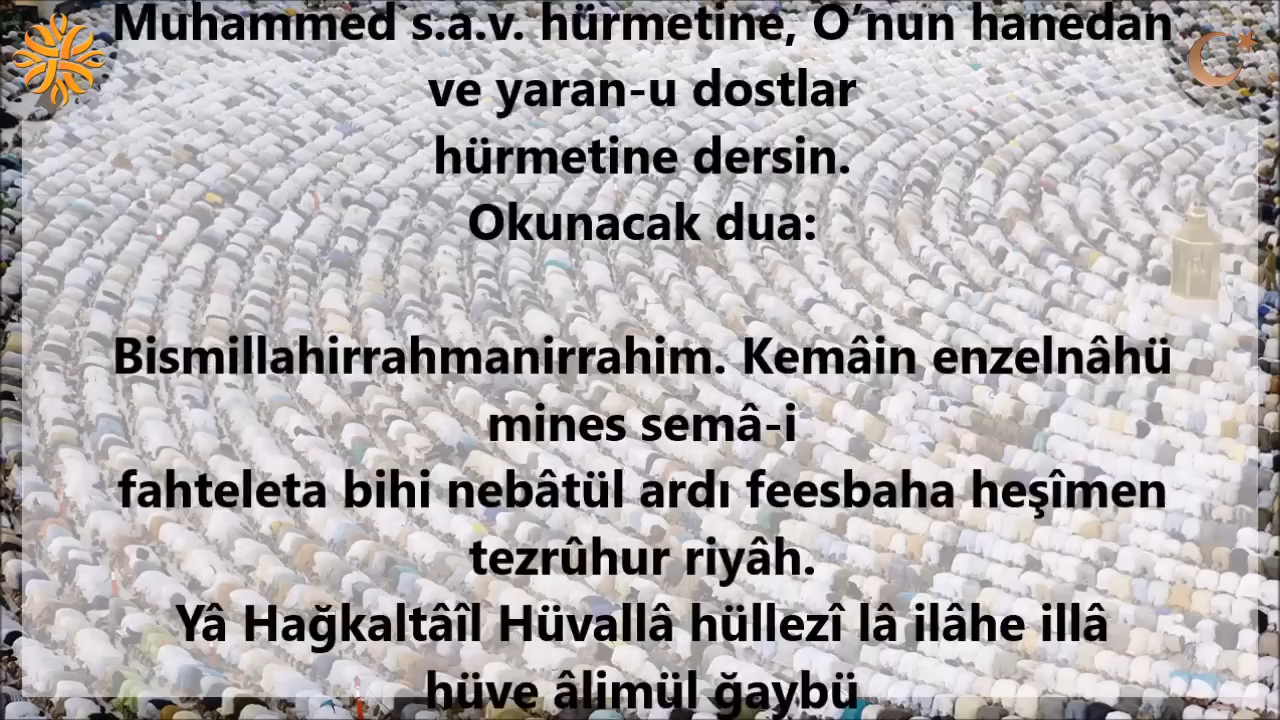 Muhammed s.a.v. hürmetine, O’nun hanedan
ve yaran-u dostlar
hürmetine dersin.
Okunacak dua:
Bismillahirrahmanirrahim. Kemâin enzelnâhü
mines semâ-i
fahteleta bihi nebâtül ardı feesbaha heşîmen
tezrûhur riyâh.
Yâ Hağkaltâîl Hüvallâ hüllezî lâ ilâhe illâ
hüve âlimül ğaybü